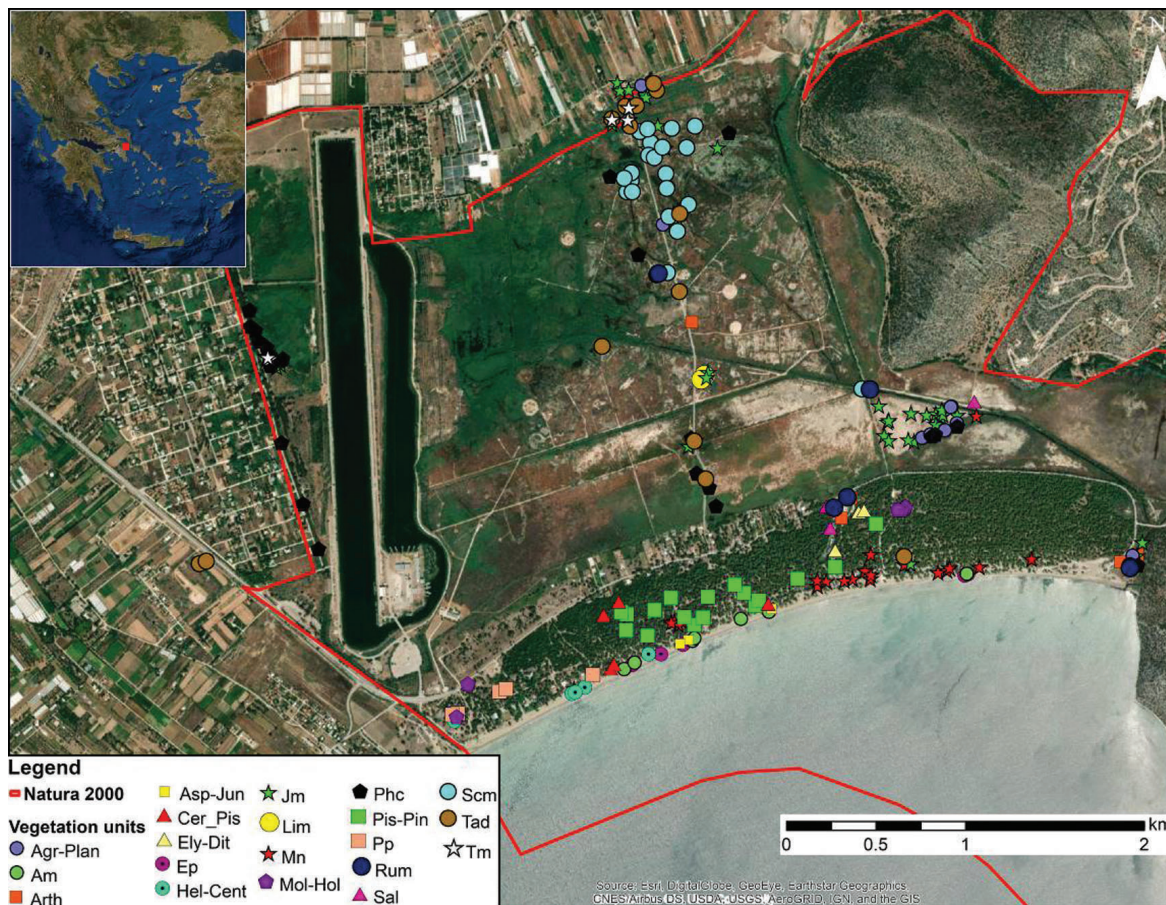 N
Legend
Natura 2000
Vegetation units
Agr-Plan
Am
Arth
Asp-Jun
Cer_Pis
Ely-Dit
Ep
Hel-Cent
Jm
Lim
Mn
Mol-Hol
Phc
Pis-Pin
Pp
Rum
Sal
Scm
Tad
Tm
km
0 0.5 1 2
Source: Esri, DigitalGlobe, GeoEye, Earthstar Geographics,
CNES/Airbus DS, USDA, USGS, AeroGRID, IGN, and the GIS